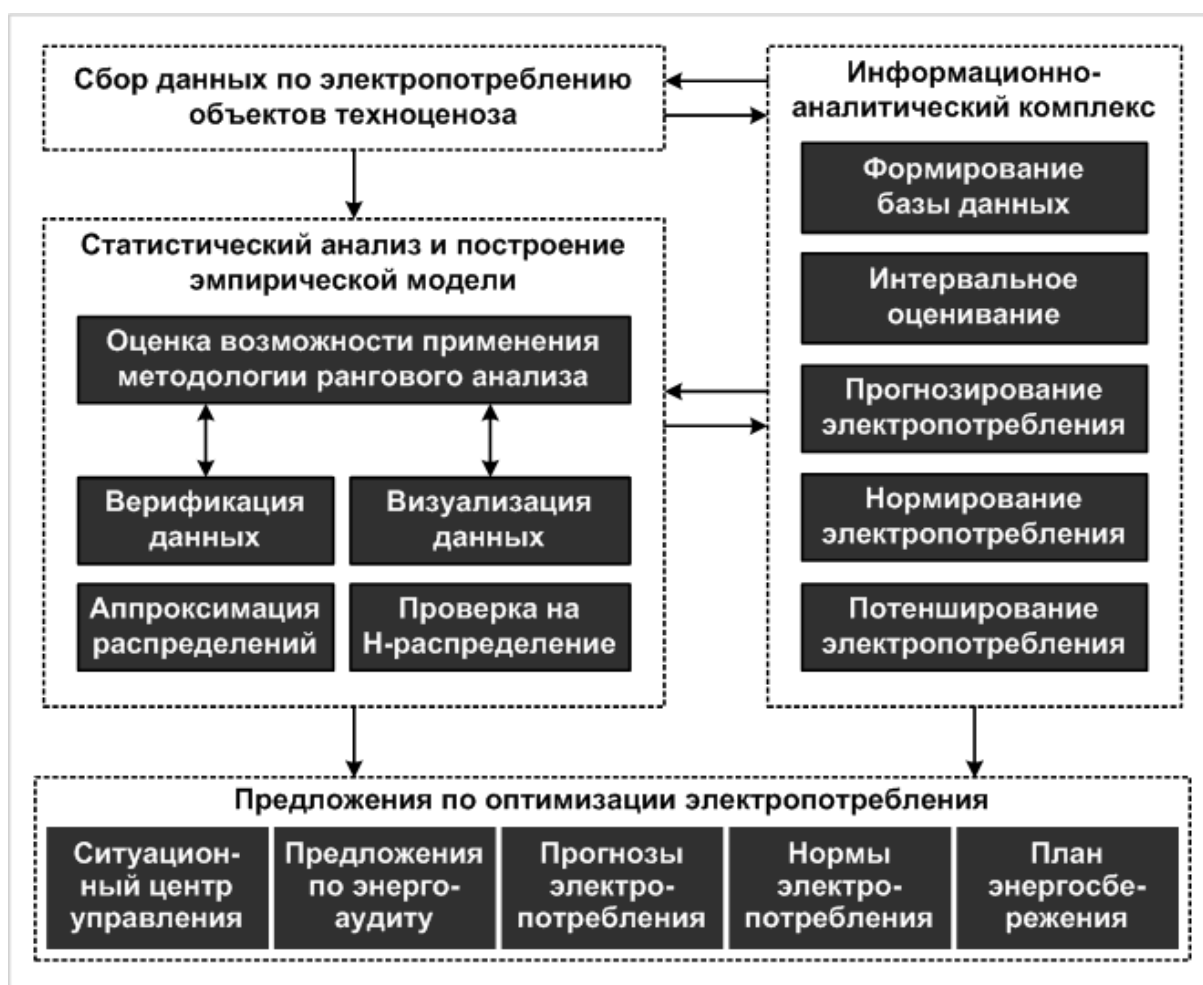 Сбор данных по электропотреблению
объектов техноценоза
Информационно-
аналитический комплекс
Формирование
базы данных
Интервальное
оценивание
Прогнозирование
электропотребления
Нормирование
электропотребления
Потенширование
электропотребления
Статистический анализ и построение
эмпирической модели
Оценка возможности применения
методологии рангового анализа
Верификация
данных
Визуализация
данных
Аппроксимация
распределений
Проверка на
Н-распределение
Предложения по оптимизации электропотребления
Ситуацион-
ный центр
управления
Предложения
по энерго-
аудиту
Прогнозы
электро-
потребления
Нормы
электро-
потребления
План
энергосбе-
режения